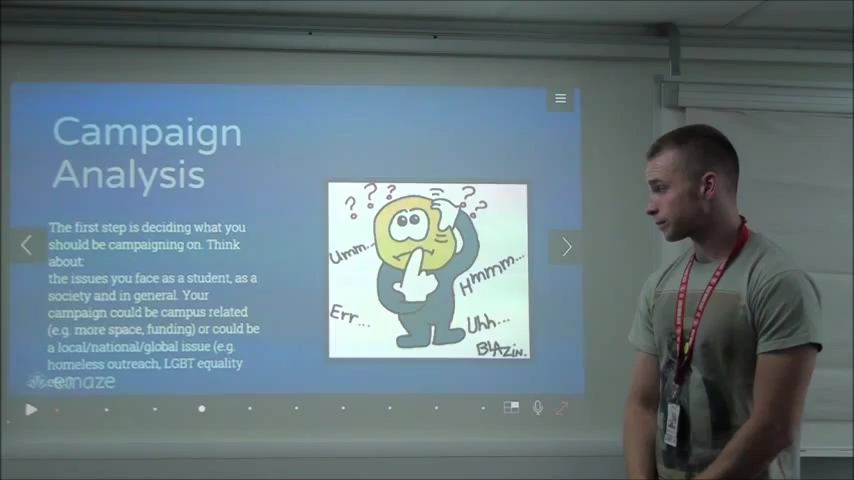 Campaign
Analysis
The first step is deciding what you
should be campaigning on. Think
about:
the issues you face as a student, as a
society and in general. Your
campaign could be campus related
(e.g. more space, funding) or could be
a local/national/global issue (e.g.
homeless outreach, LGBT equality
emaze
Umm...
Hmmm...
Err...
Uhh...
BLAzin.